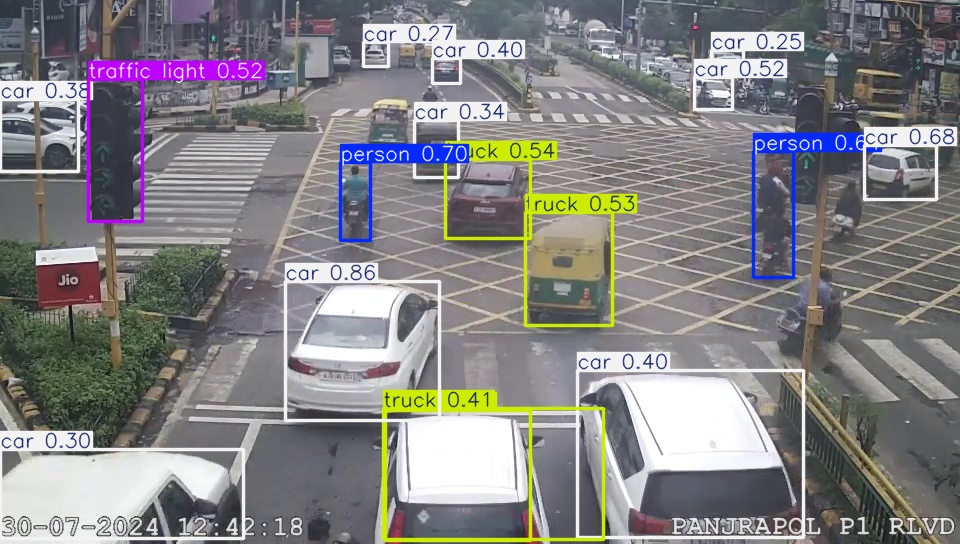 car 0.27
car 0.40
car 0.25
car 0.52
traffic light 0.52
car 0.38
car 0.34
person 0.70
uck 0.54
person 0.6
car 0.68
truck 0.53
Jio
car 0.86
car 0.40
truck 0.41
car 0.30
30-07-2024 12:42:18
PANJRAPOL P1 RLVD